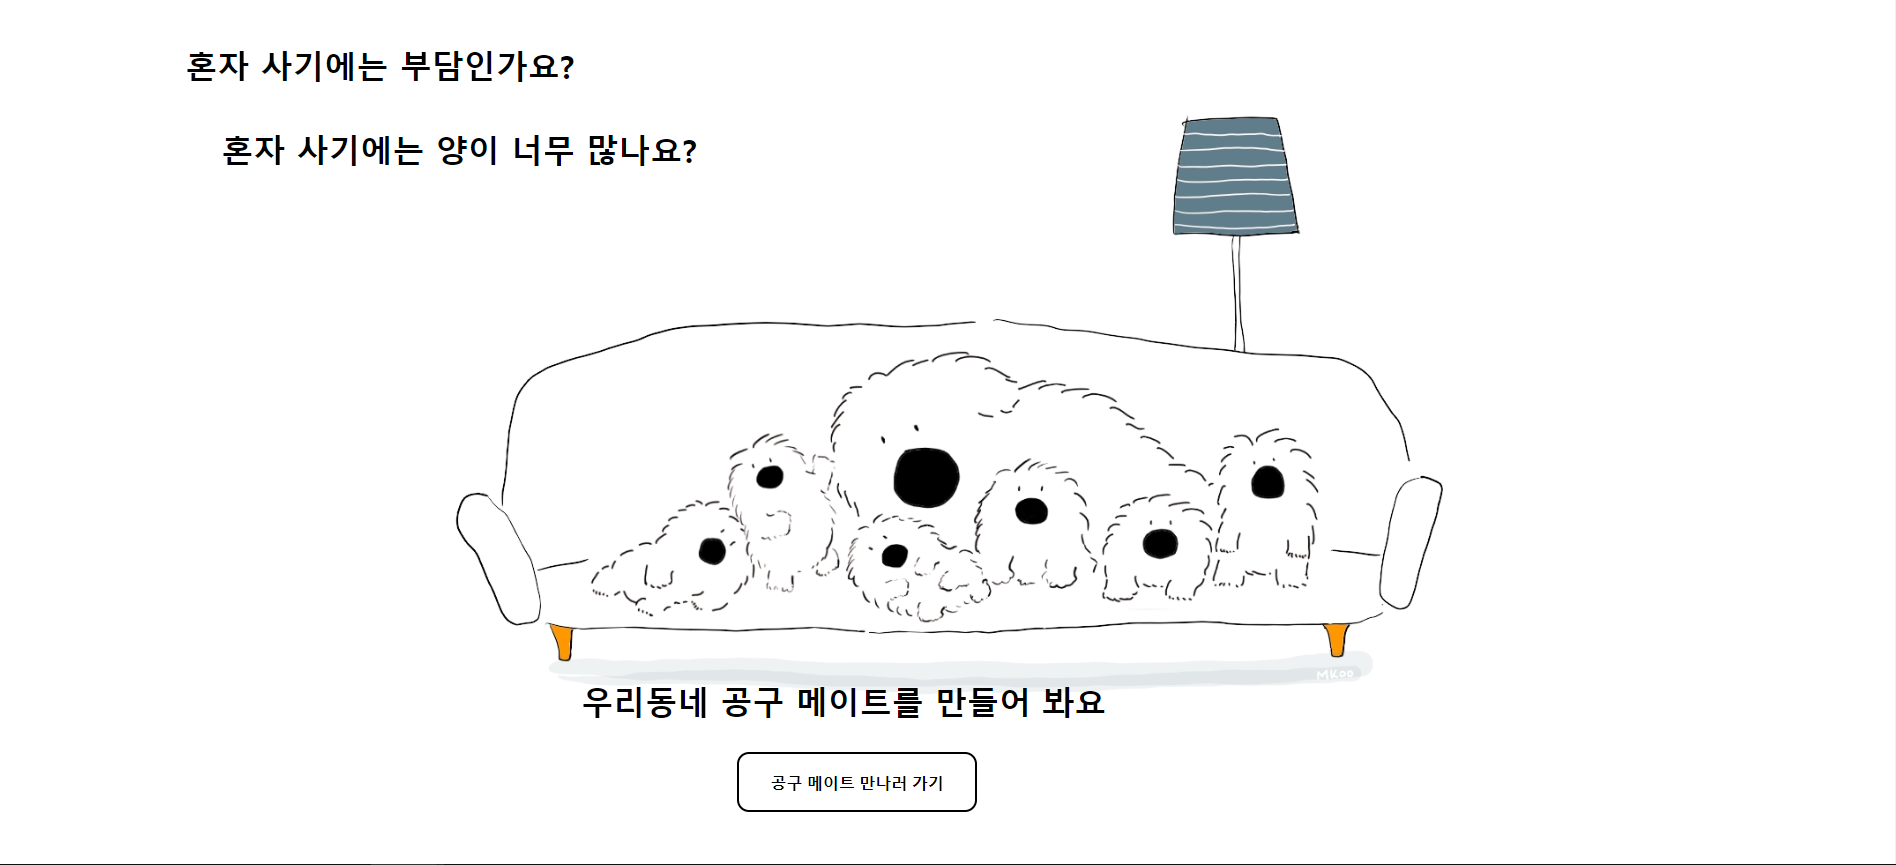 혼자 사기에는 부담인가요?
혼자 사기에는 양이 너무 많나요?
MKoo
우리동네 공구 메이트를 만들어 봐요
공구 메이트 만나러 가기